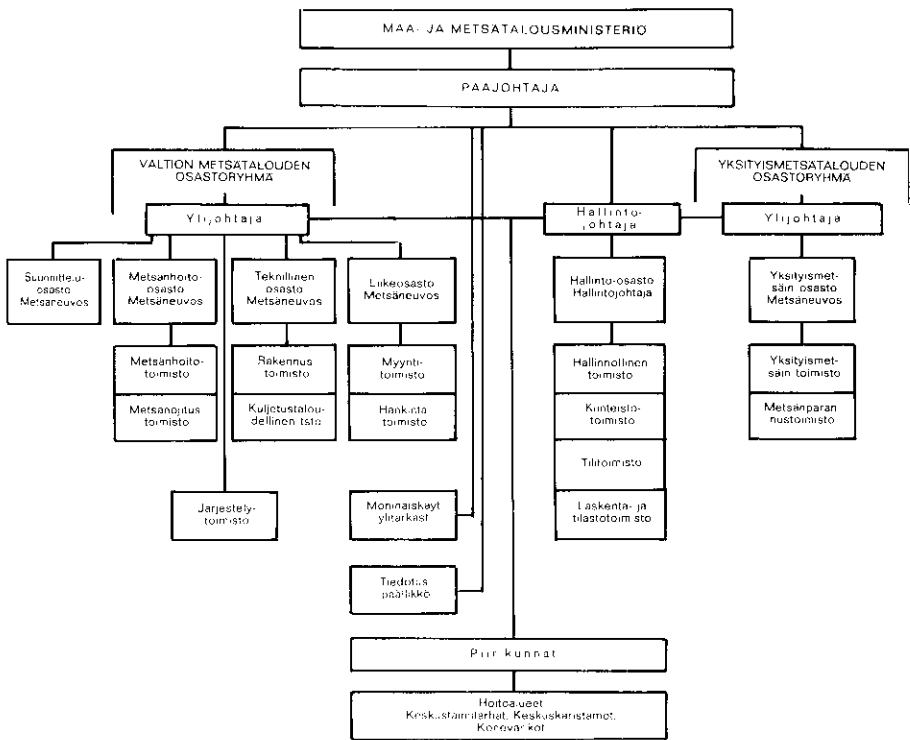 MAA- JA METSÄTALOUSMINISTERIÖ
PÄÄJOHTAJA
VALTION METSÄTALOUDEN
OSASTORYHMÄ
YKSITYISMETSÄTALOUDEN
OSASTORYHMÄ
Ylijohtaja
Hallinto-
johtaja
Ylijohtaja
Suunnittelu-
osasto
Metsäneuvos
Metsänhoito-
osasto
Metsäneuvos
Teknillinen
osasto
Metsäneuvos
Liikeosasto
Metsäneuvos
Hallinto-osasto
Hallintojohtaja
Yksityismet-
säin osasto
Metsäneuvos
Metsänhoito-
toimisto
Rakennus
toimisto
Myynti-
toimisto
Hallinnollinen
toimisto
Yksityismet-
säin toimisto
Metsänojitus
toimisto
Kuljetustalou-
dellinen tsto
Hankinta
toimisto
Kiinteistö-
toimisto
Metsänparan
nustoimisto
Tilitoimisto
Järjestely-
toimisto
Moninaiskäyt
ylitarkast
Laskenta- ja
tilastotoimisto
Tiedotus
päällikkö
Piirikunnat
Hoitoalueet
Keskustaimitarhat, Keskuskaristamot,
Konevarikot